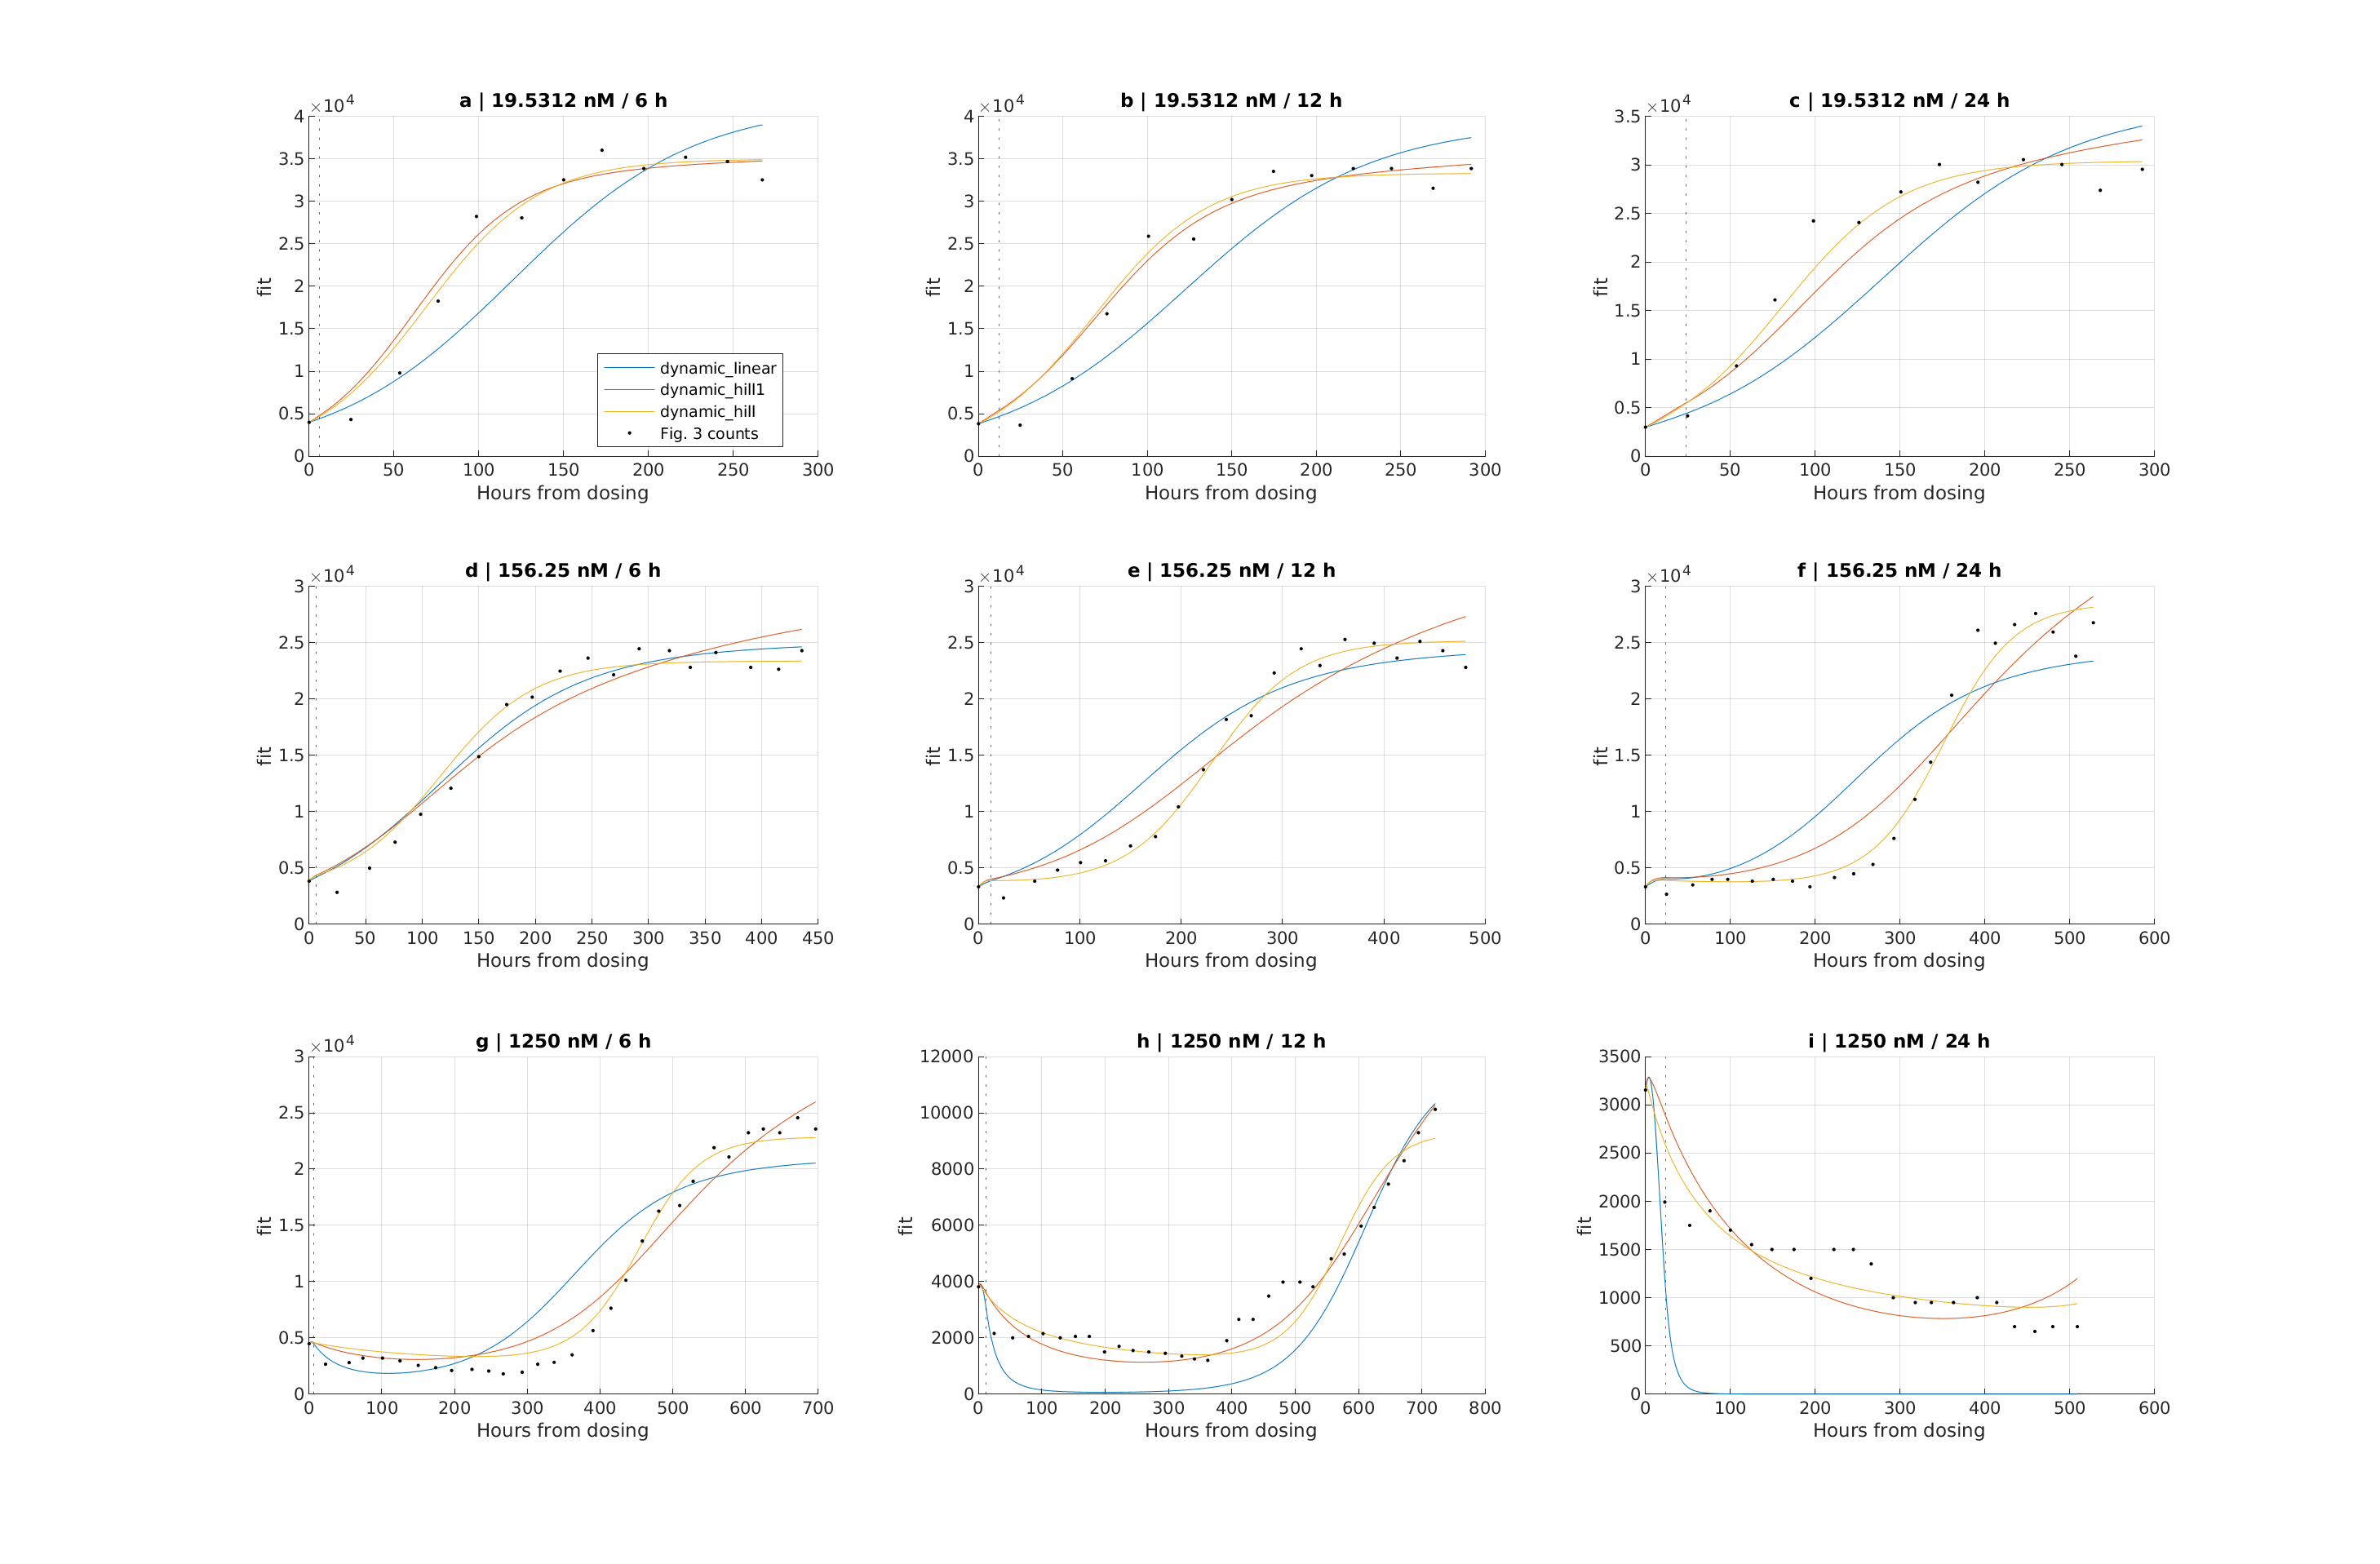 a | 19.5312 nM / 6 h
×10^4
4
3.5
3
2.5
2
1.5
1
0.5
0
fit
0 50 100 150 200 250 300
Hours from dosing
dynamic_linear
dynamic_hill1
dynamic_hill
Fig. 3 counts
b | 19.5312 nM / 12 h
×10^4
4
3.5
3
2.5
2
1.5
1
0.5
0
fit
0 50 100 150 200 250 300
Hours from dosing
c | 19.5312 nM / 24 h
×10^4
3.5
3
2.5
2
1.5
1
0.5
0
fit
0 50 100 150 200 250 300
Hours from dosing
d | 156.25 nM / 6 h
×10^4
3
2.5
2
1.5
1
0.5
0
fit
0 50 100 150 200 250 300 350 400 450
Hours from dosing
e | 156.25 nM / 12 h
×10^4
3
2.5
2
1.5
1
0.5
0
fit
0 100 200 300 400 500
Hours from dosing
f | 156.25 nM / 24 h
×10^4
3
2.5
2
1.5
1
0.5
0
fit
0 100 200 300 400 500 600
Hours from dosing
g | 1250 nM / 6 h
×10^4
3
2.5
2
1.5
1
0.5
0
fit
0 100 200 300 400 500 600 700
Hours from dosing
h | 1250 nM / 12 h
12000
10000
8000
6000
4000
2000
0
fit
0 100 200 300 400 500 600 700 800
Hours from dosing
i | 1250 nM / 24 h
3500
3000
2500
2000
1500
1000
500
0
fit
0 100 200 300 400 500 600
Hours from dosing